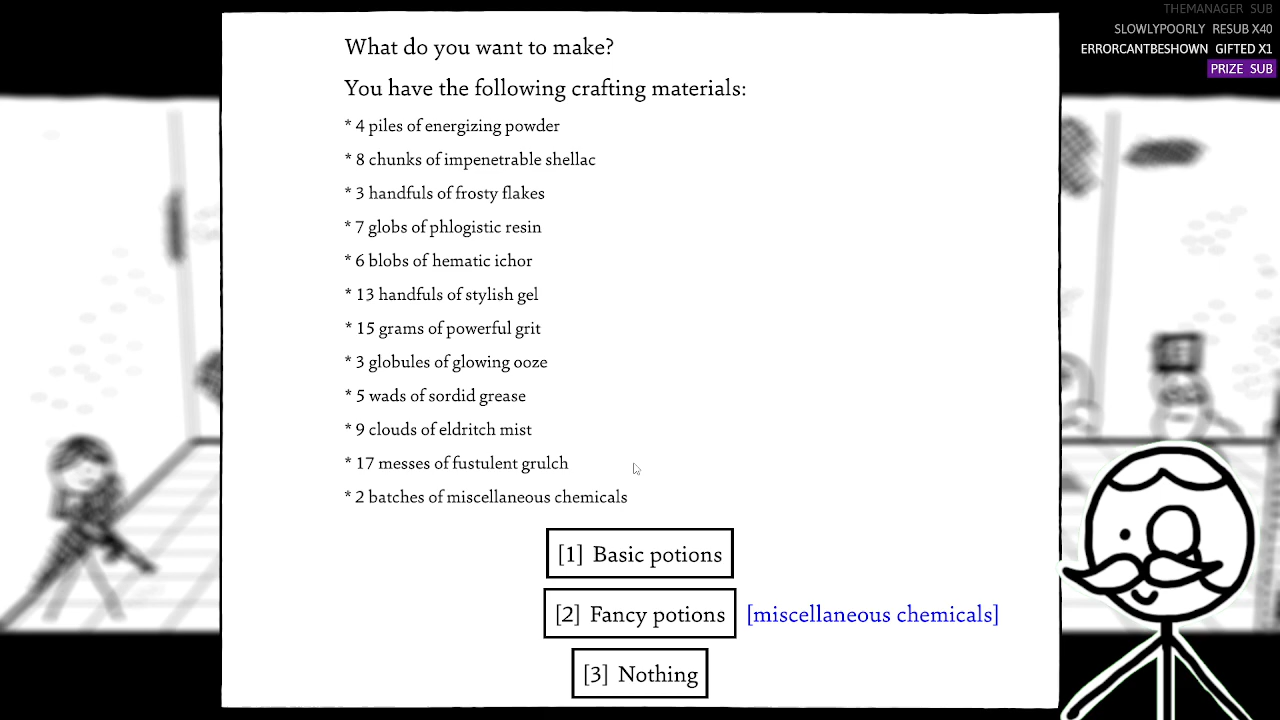 THEMANAGER SUB
SLOWLYPOORLY RESUB X40
ERRORCANTBESHOWN GIFTED X1
PRIZE SUB
What do you want to make?
You have the following crafting materials:
* 4 piles of energizing powder
* 8 chunks of impenetrable shellac
* 3 handfuls of frosty flakes
* 7 globs of phlogistic resin
* 6 blobs of hematic ichor
* 13 handfuls of stylish gel
* 15 grams of powerful grit
* 3 globules of glowing ooze
* 5 wads of sordid grease
* 9 clouds of eldritch mist
* 17 messes of fustulent grulch
* 2 batches of miscellaneous chemicals
[1] Basic potions
[2] Fancy potions [miscellaneous chemicals]
[3] Nothing